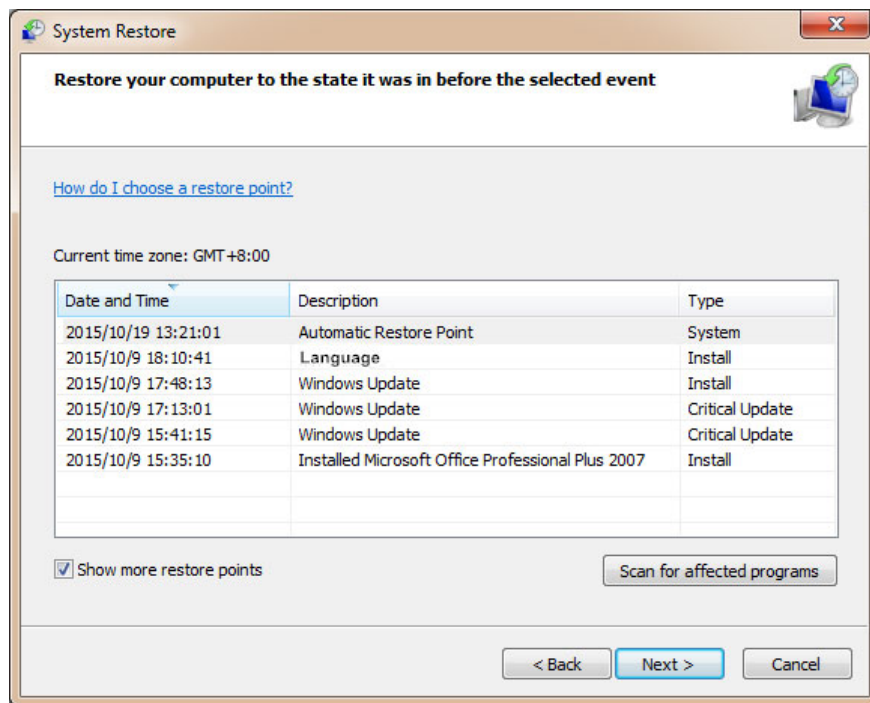 System Restore
Restore your computer to the state it was in before the selected event
How do I choose a restore point?
Current time zone: GMT+8:00
Date and Time Description Type
2015/10/19 13:21:01 Automatic Restore Point System
2015/10/9 18:10:41 Language Install
2015/10/9 17:48:13 Windows Update Install
2015/10/9 17:13:01 Windows Update Critical Update
2015/10/9 15:41:15 Windows Update Critical Update
2015/10/9 15:35:10 Installed Microsoft Office Professional Plus 2007 Install
Show more restore points Scan for affected programs
< Back Next > Cancel